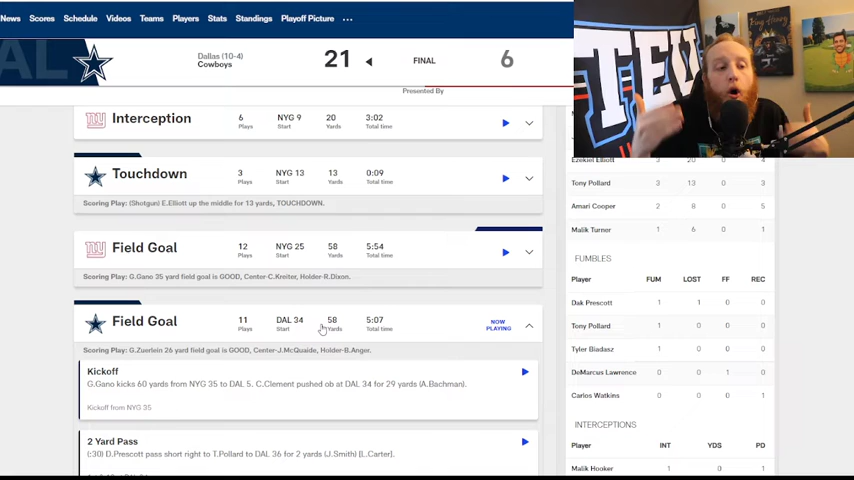 News Scores Schedule Videos Teams Players Stats Standings Playoff Picture ...
DAL
Dallas (10-4)
Cowboys
21
FINAL
6
Presented By
Interception 6 NYG 9 20 3:02
Plays Start Yards Total time
Touchdown 3 NYG 13 13 0:09
Plays Start Yards Total time
Scoring Play: (Shotgun) E.Elliott up the middle for 13 yards, TOUCHDOWN.
Field Goal 12 NYG 25 58 5:54
Plays Start Yards Total time
Scoring Play: G.Gano 35 yard field goal is GOOD, Center-C.Kreiter, Holder-R.Dixon.
Field Goal 11 DAL 34 58 5:07
Plays Start Yards Total time
NOW
PLAYING
Scoring Play: G.Zuerlein 26 yard field goal is GOOD, Center-J.McQuaide, Holder-B.Anger.
Kickoff
G.Gano kicks 60 yards from NYG 35 to DAL 5. C.Clement pushed ob at DAL 34 for 29 yards (A.Bachman).
Kickoff from NYG 35
2 Yard Pass
(:30) D.Prescott pass short right to T.Pollard to DAL 36 for 2 yards (J.Smith) [L.Carter].
Ezekiel Elliott 3 20 0 4
Tony Pollard 3 13 0 3
Amari Cooper 2 8 0 5
Malik Turner 1 6 0 1
FUMBLES
Player FUM LOST FF REC
Dak Prescott 1 1 0 0
Tony Pollard 1 0 0 0
Tyler Biadasz 1 0 0 0
DeMarcus Lawrence 0 0 1 0
Carlos Watkins 0 0 0 1
INTERCEPTIONS
Player INT YDS PD
Malik Hooker 1 0 1
King Henry